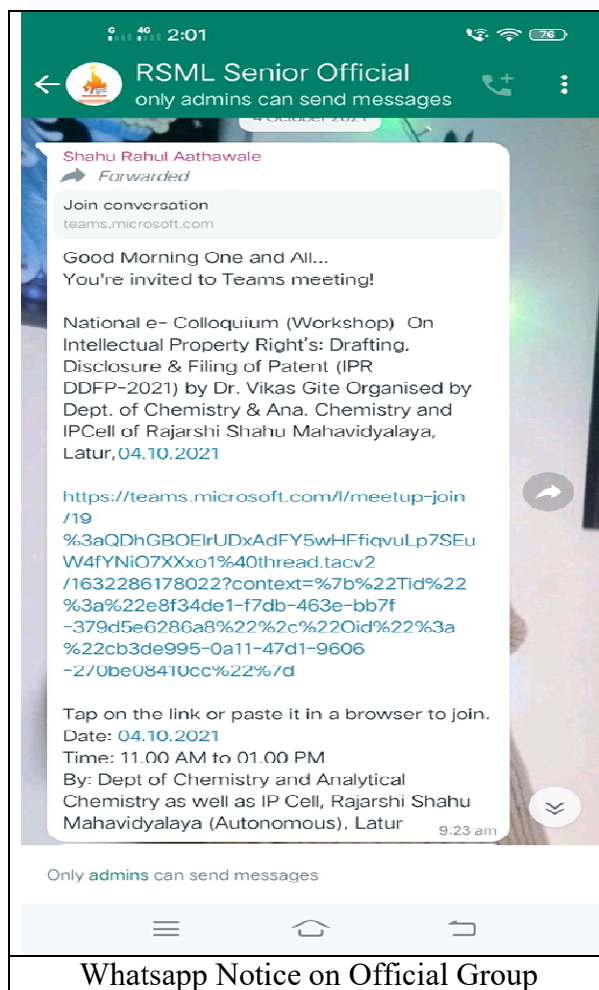 G 4G 2:01 76
RSML Senior Official
only admins can send messages
4 October 2021
Shahu Rahul Aathawale
Forwarded
Join conversation
teams.microsoft.com
Good Morning One and All...
You're invited to Teams meeting!
National e- Colloquium (Workshop) On
Intellectual Property Right's: Drafting,
Disclosure & Filing of Patent (IPR
DDFP-2021) by Dr. Vikas Gite Organised by
Dept. of Chemistry & Ana. Chemistry and
IPCell of Rajarshi Shahu Mahavidyalaya,
Latur,04.10.2021
https://teams.microsoft.com/l/meetup-join
/19
%3aQDhGBOElrUDxAdFY5wHFfiqvuLp7SEu
W4fYNiO7XXxo1%40thread.tacv2
/1632286178022?context=%7b%22Tid%22
%3a%22e8f34de1-f7db-463e-bb7f
-379d5e6286a8%22%2c%22Oid%22%3a
%22cb3de995-0a11-47d1-9606
-270be08410cc%22%7d
Tap on the link or paste it in a browser to join.
Date: 04.10.2021
Time: 11.00 AM to 01.00 PM
By: Dept of Chemistry and Analytical
Chemistry as well as IP Cell, Rajarshi Shahu
Mahavidyalaya (Autonomous), Latur 9:23 am
Only admins can send messages
Whatsapp Notice on Official Group